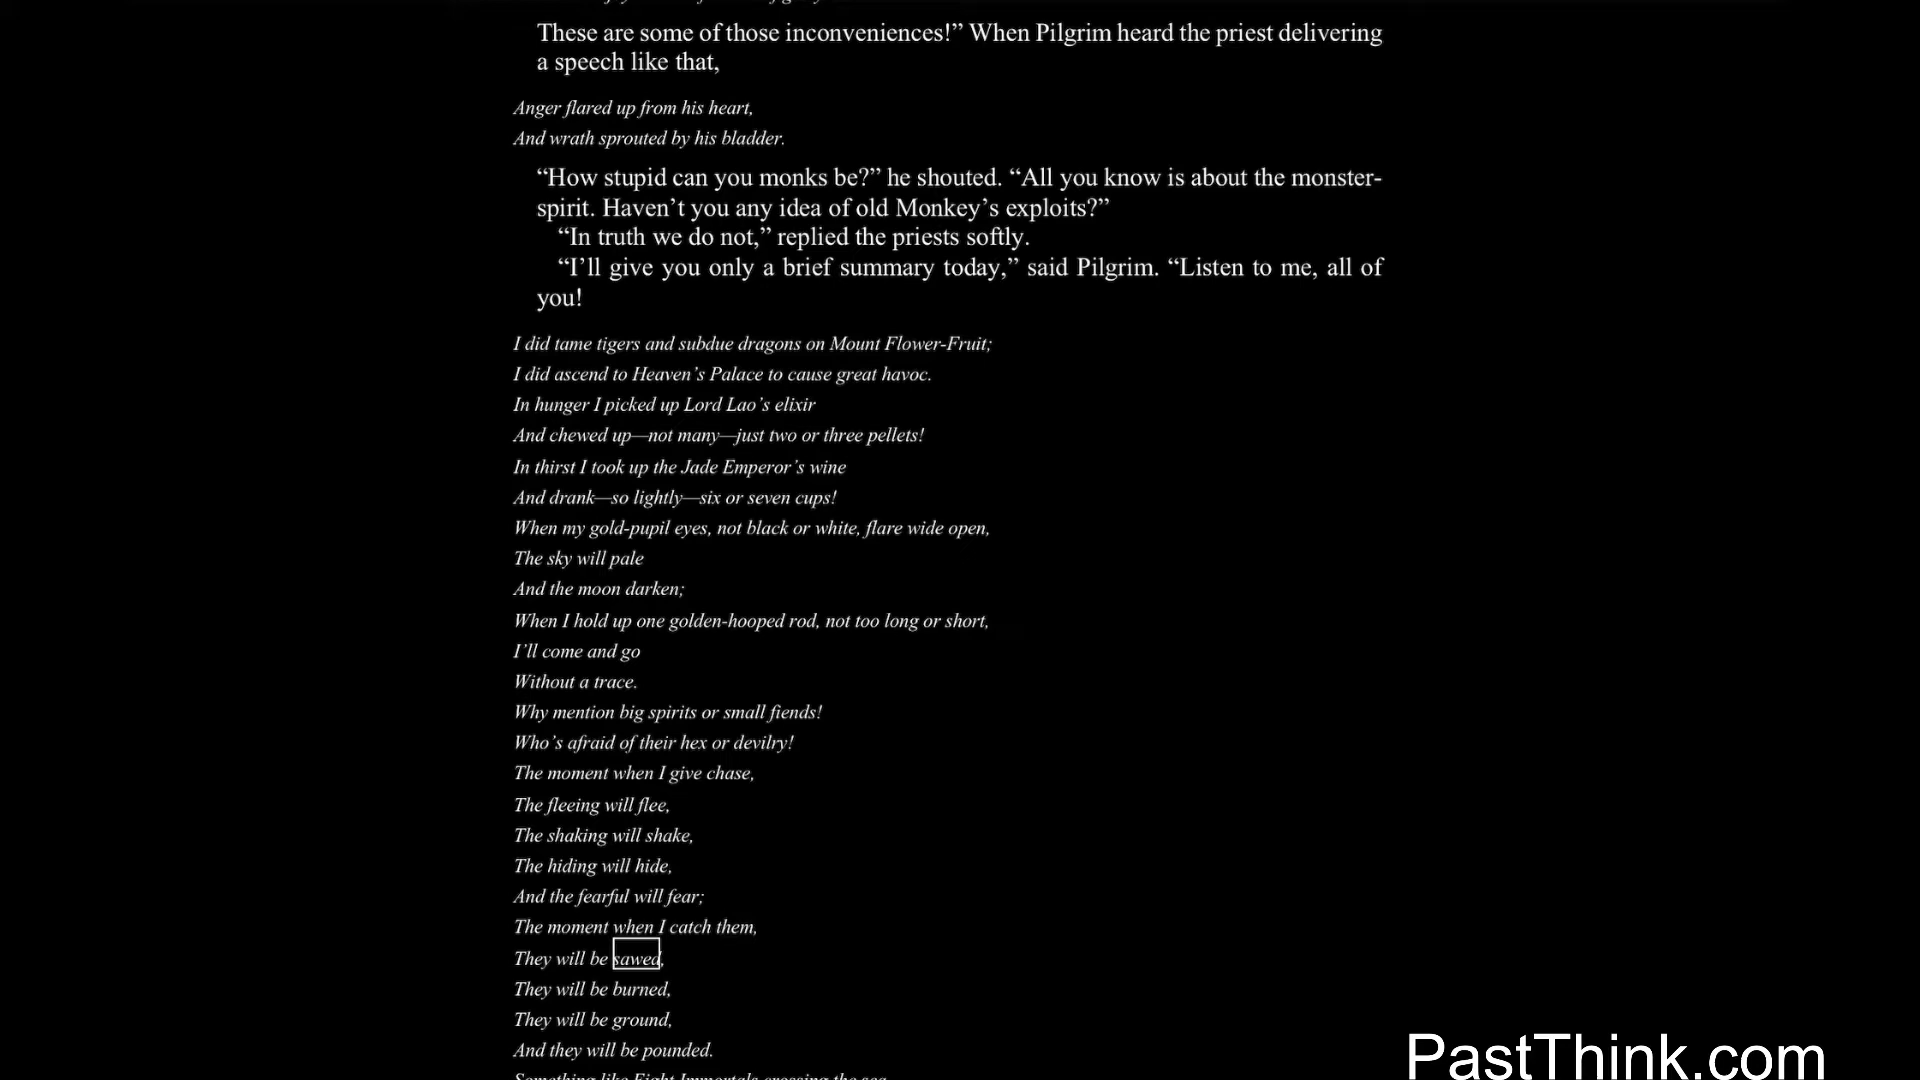 These are some of those inconveniences!” When Pilgrim heard the priest delivering
a speech like that,
Anger flared up from his heart,
And wrath sprouted by his bladder.
“How stupid can you monks be?” he shouted. “All you know is about the monster-
spirit. Haven’t you any idea of old Monkey’s exploits?”
“In truth we do not,” replied the priests softly.
“I’ll give you only a brief summary today,” said Pilgrim. “Listen to me, all of
you!
I did tame tigers and subdue dragons on Mount Flower-Fruit;
I did ascend to Heaven’s Palace to cause great havoc.
In hunger I picked up Lord Lao’s elixir
And chewed up—not many—just two or three pellets!
In thirst I took up the Jade Emperor’s wine
And drank—so lightly—six or seven cups!
When my gold-pupil eyes, not black or white, flare wide open,
The sky will pale
And the moon darken;
When I hold up one golden-hooped rod, not too long or short,
I’ll come and go
Without a trace.
Why mention big spirits or small fiends!
Who’s afraid of their hex or devilry!
The moment when I give chase,
The fleeing will flee,
The shaking will shake,
The hiding will hide,
And the fearful will fear;
The moment when I catch them,
They will be sawed,
They will be burned,
They will be ground,
And they will be pounded.
Something like Eight Immortals crossing the sea
PastThink.com